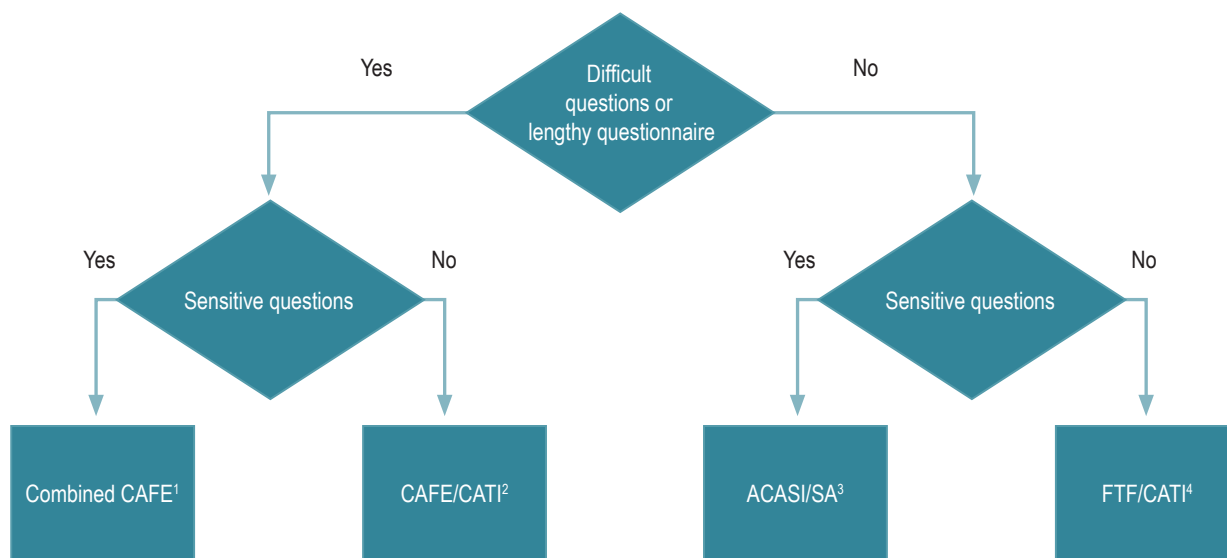 Yes
Difficult
questions or
lengthy questionnaire
No
Yes
Sensitive questions
No
Yes
Sensitive questions
No
Combined CAFE¹
CAFE/CATI²
ACASI/SA³
FTF/CATI⁴